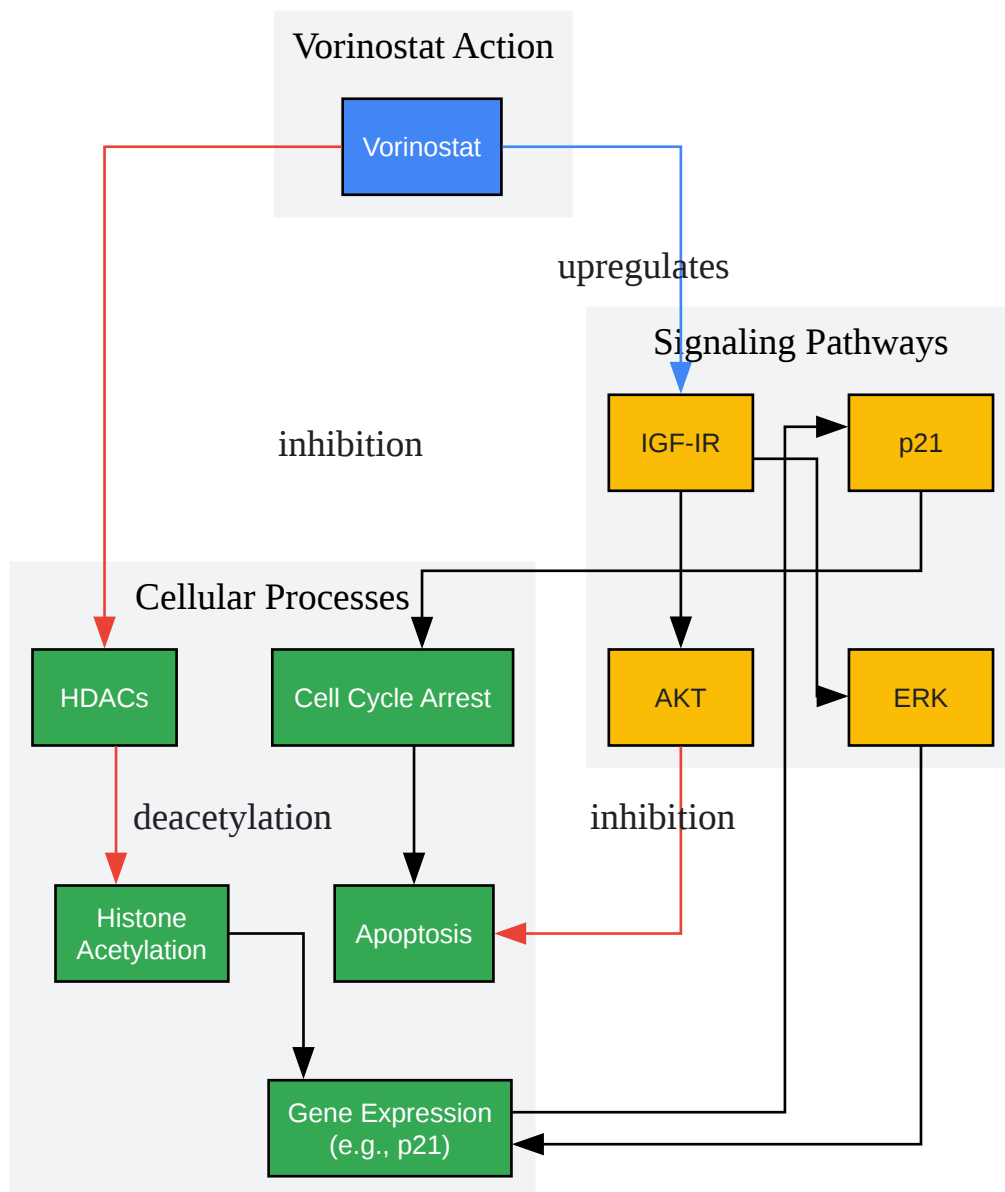 Vorinostat Action
Vorinostat
upregulates
Signaling Pathways
inhibition
IGF-IR
p21
Cellular Processes
HDACs
Cell Cycle Arrest
AKT
ERK
deacetylation
inhibition
Histone
Acetylation
Apoptosis
Gene Expression
(e.g., p21)